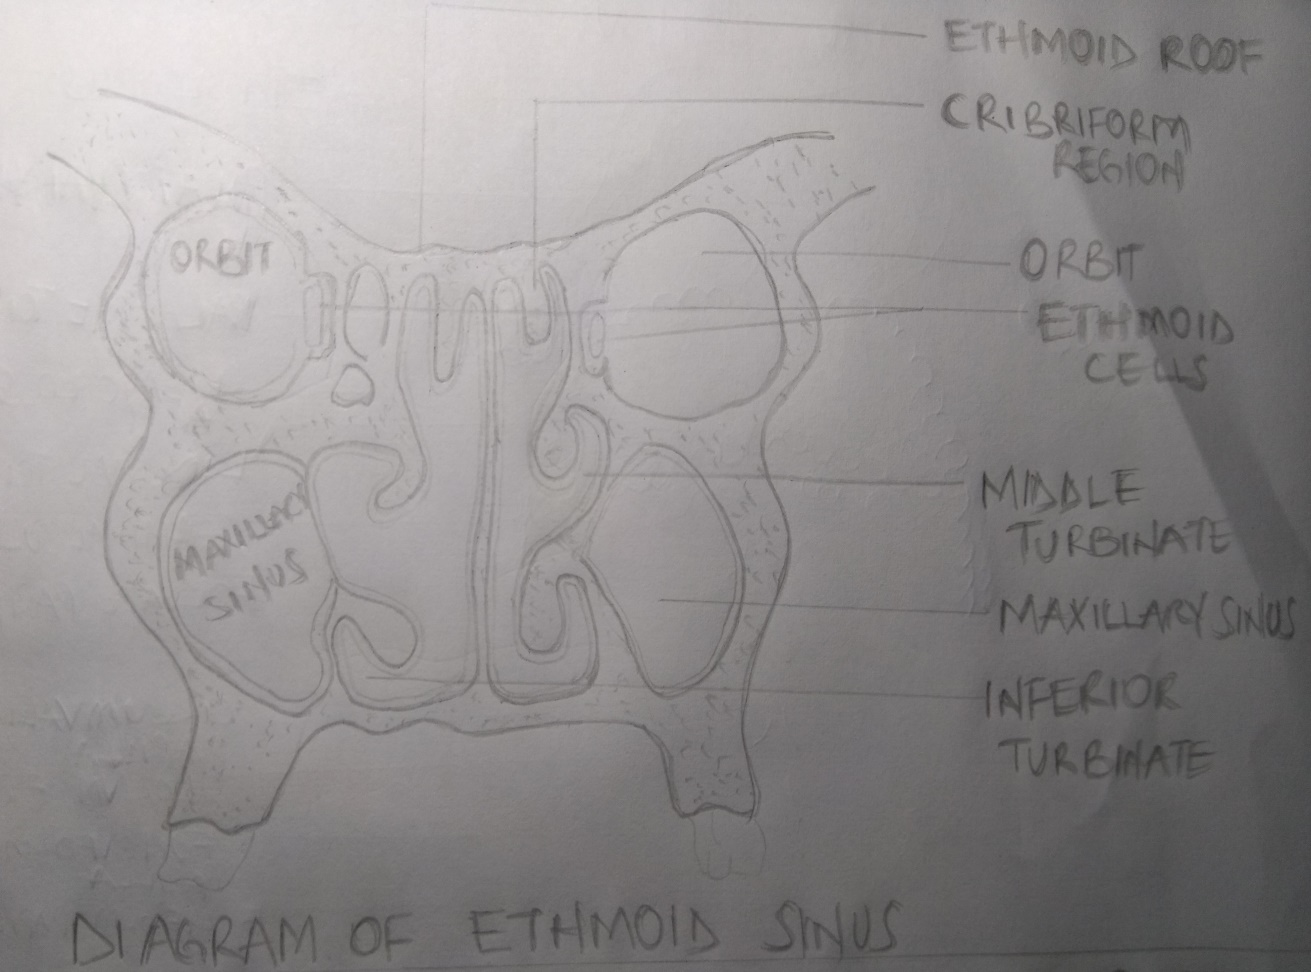 ETHMOID ROOF
CRIBRIFORM
REGION
ORBIT
ORBIT
ETHMOID
CELLS
MIDDLE
TURBINATE
MAXILLARY
SINUS
MAXILLARY SINUS
INFERIOR
TURBINATE
DIAGRAM OF ETHMOID SINUS